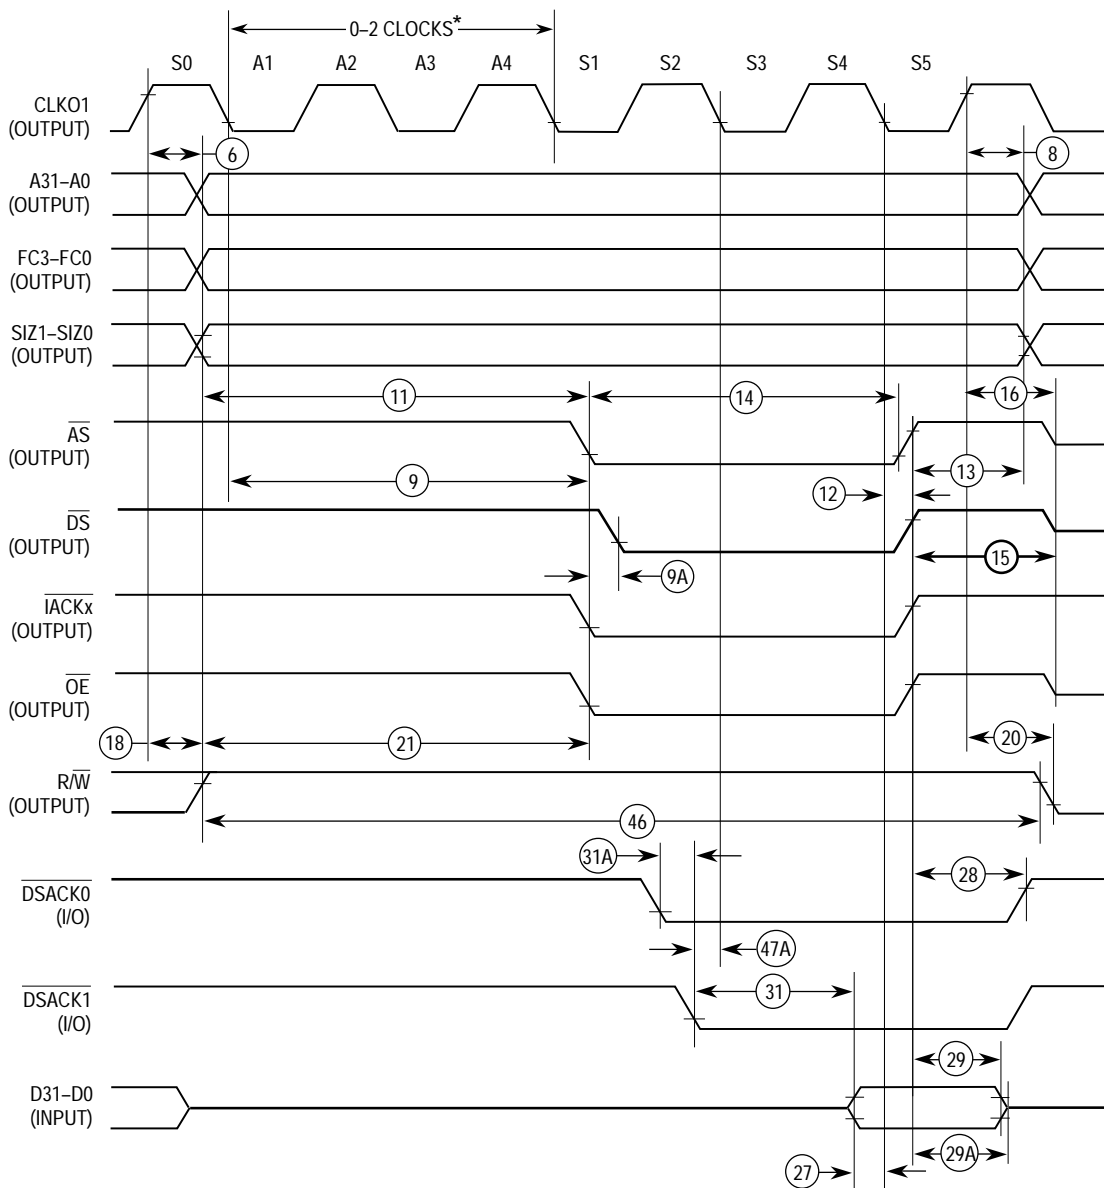 0–2 CLOCKS*
S0 A1 A2 A3 A4 S1 S2 S3 S4 S5
CLKO1
(OUTPUT)
6 8
A31–A0
(OUTPUT)
FC3–FC0
(OUTPUT)
SIZ1–SIZ0
(OUTPUT)
11 14 16
AS
(OUTPUT)
9 12 13
DS
(OUTPUT)
15
9A
IACKx
(OUTPUT)
OE
(OUTPUT)
18 21 20
R/W
(OUTPUT)
46
31A 28
DSACK0
(I/O)
47A
31
DSACK1
(I/O)
29
D31–D0
(INPUT)
29A
27